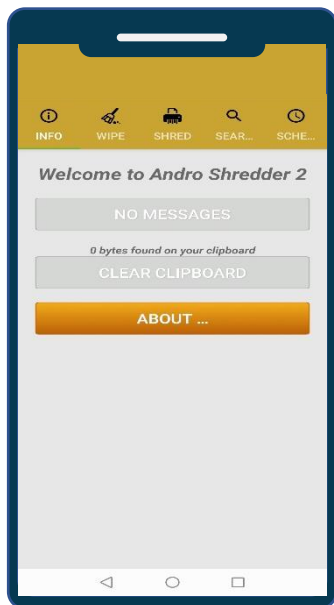 INFO WIPE SHRED SEAR... SCHE...
Welcome to Andro Shredder 2
NO MESSAGES
0 bytes found on your clipboard
CLEAR CLIPBOARD
ABOUT ...